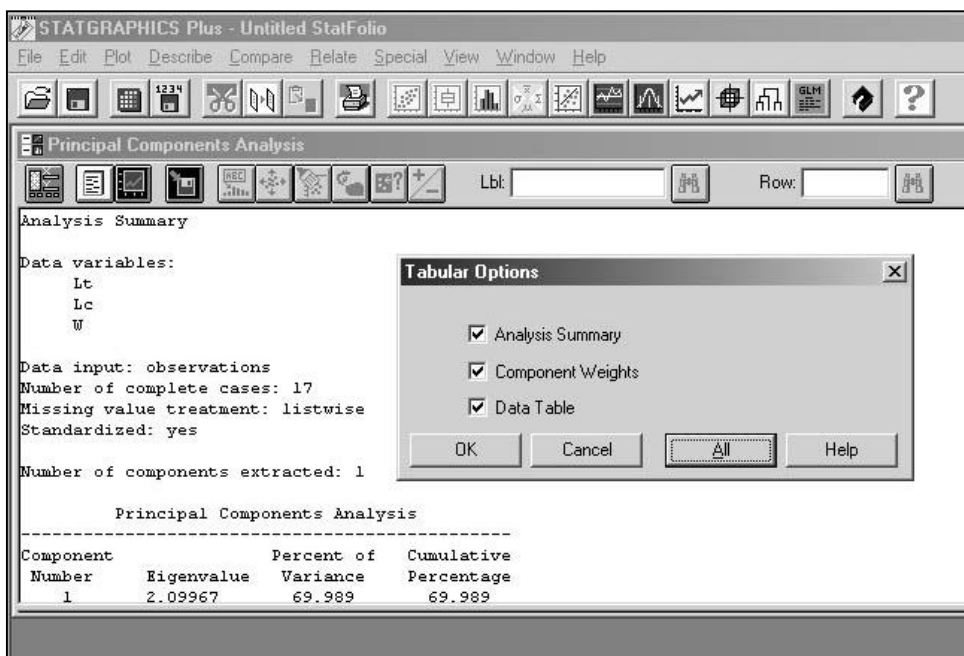 STATGRAPHICS Plus - Untitled StatFolio
File Edit Plot Describe Compare Relate Special View Window Help
1234
GLM
?
Principal Components Analysis
ABC
?
Lbl:
Row:
Analysis Summary
Data variables:
Lt
Lc
W
Data input: observations
Number of complete cases: 17
Missing value treatment: listwise
Standardized: yes
Number of components extracted: 1
Principal Components Analysis
Component Percent of Cumulative
Number Eigenvalue Variance Percentage
1 2.09967 69.989 69.989
Tabular Options
Analysis Summary
Component Weights
Data Table
OK Cancel All Help